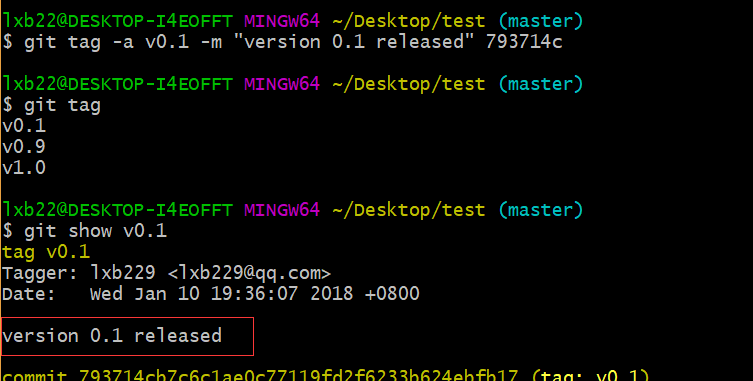 lxb22@DESKTOP-I4EOFFT MINGW64 ~/Desktop/test (master)
$ git tag -a v0.1 -m "version 0.1 released" 793714c
lxb22@DESKTOP-I4EOFFT MINGW64 ~/Desktop/test (master)
$ git tag
v0.1
v0.9
v1.0
lxb22@DESKTOP-I4EOFFT MINGW64 ~/Desktop/test (master)
$ git show v0.1
tag v0.1
Tagger: lxb229 <lxb229@qq.com>
Date:   Wed Jan 10 19:36:07 2018 +0800
version 0.1 released
commit 793714cb7c6c1ae0c77119fd2f6233b624ebfb17 (tag: v0.1)